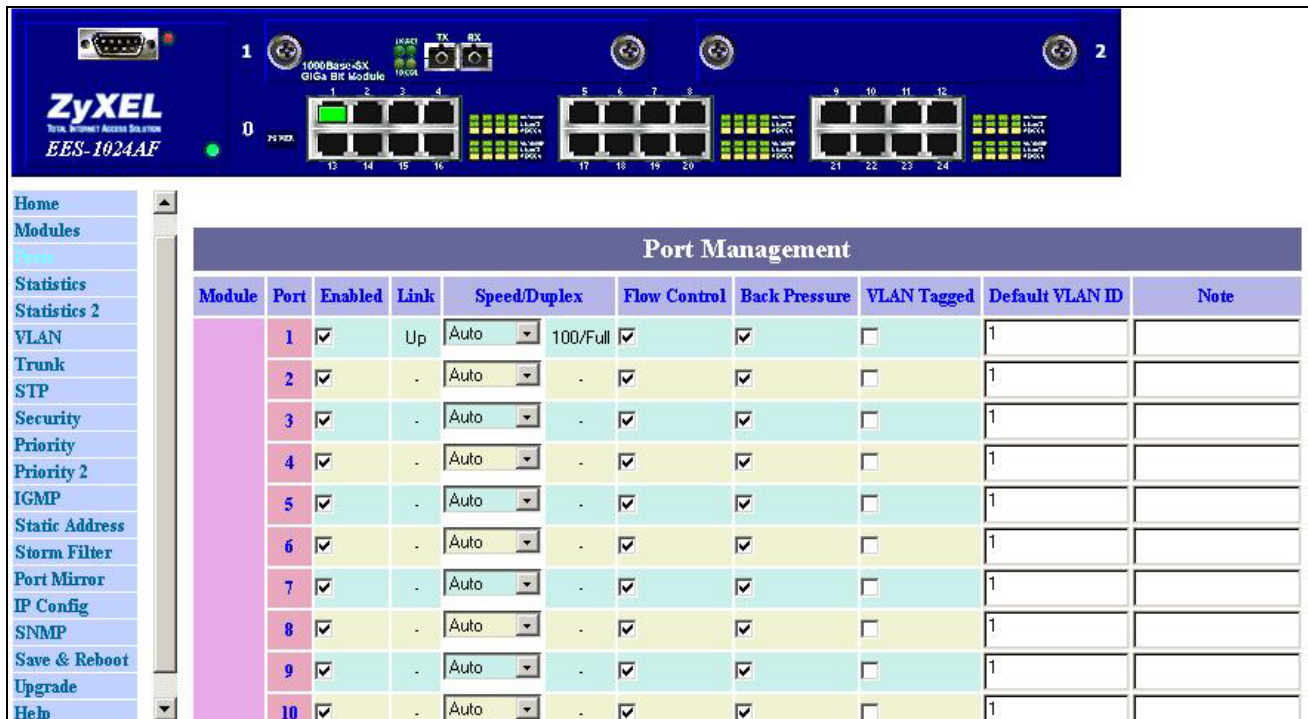 1
1000Base-SX
GiGa Bit Module
TX RX
2
ZyXEL
TOTAL INTERNET ACCESS SOLUTION
EES-1024AF
0
POWER
1 2 3 4
5 6 7 8
9 10 11 12
13 14 15 16
17 18 19 20
21 22 23 24
Home
Modules
Ports
Statistics
Statistics 2
VLAN
Trunk
STP
Security
Priority
Priority 2
IGMP
Static Address
Storm Filter
Port Mirror
IP Config
SNMP
Save & Reboot
Upgrade
Help
Port Management
Module Port Enabled Link Speed/Duplex Flow Control Back Pressure VLAN Tagged Default VLAN ID Note
1 Up Auto 100/Full 1
2 - Auto - 1
3 - Auto - 1
4 - Auto - 1
5 - Auto - 1
6 - Auto - 1
7 - Auto - 1
8 - Auto - 1
9 - Auto - 1
10 - Auto - 1